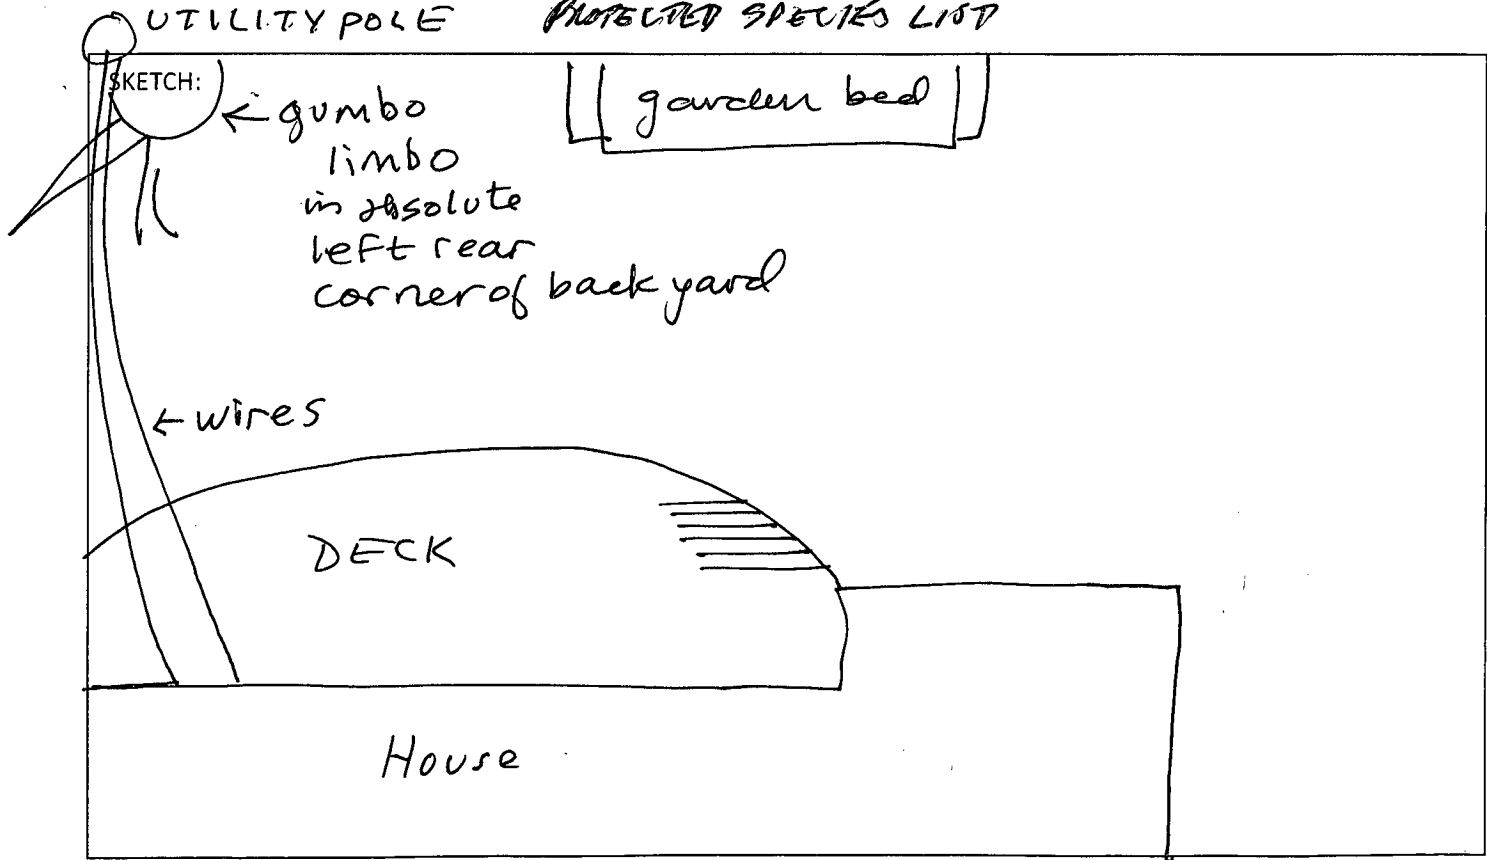 UTILITY POLE PROTECTED SPECIES LIST
SKETCH:
garden bed
← gumbo
limbo
in absolute
left rear
corner of back yard
← wires
DECK
House